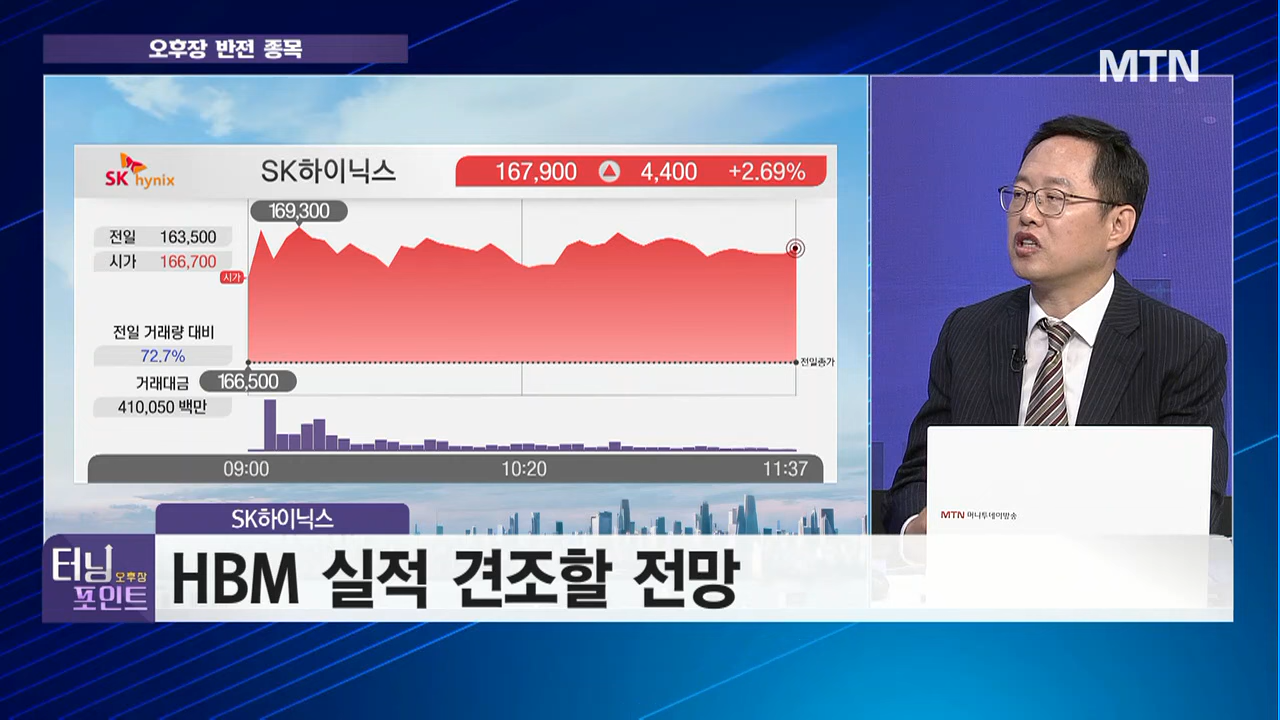 오후장 반전 종목
MTN
SK hynix
SK하이닉스
167,900 4,400 +2.69%
169,300
전일 163,500
시가 166,700
시가
전일 거래량 대비
72.7%
전일종가
거래대금
166,500
410,050 백만
09:00 10:20 11:37
MTN 머니투데이방송
SK하이닉스
터닝
오후장
포인트
HBM 실적 견조할 전망